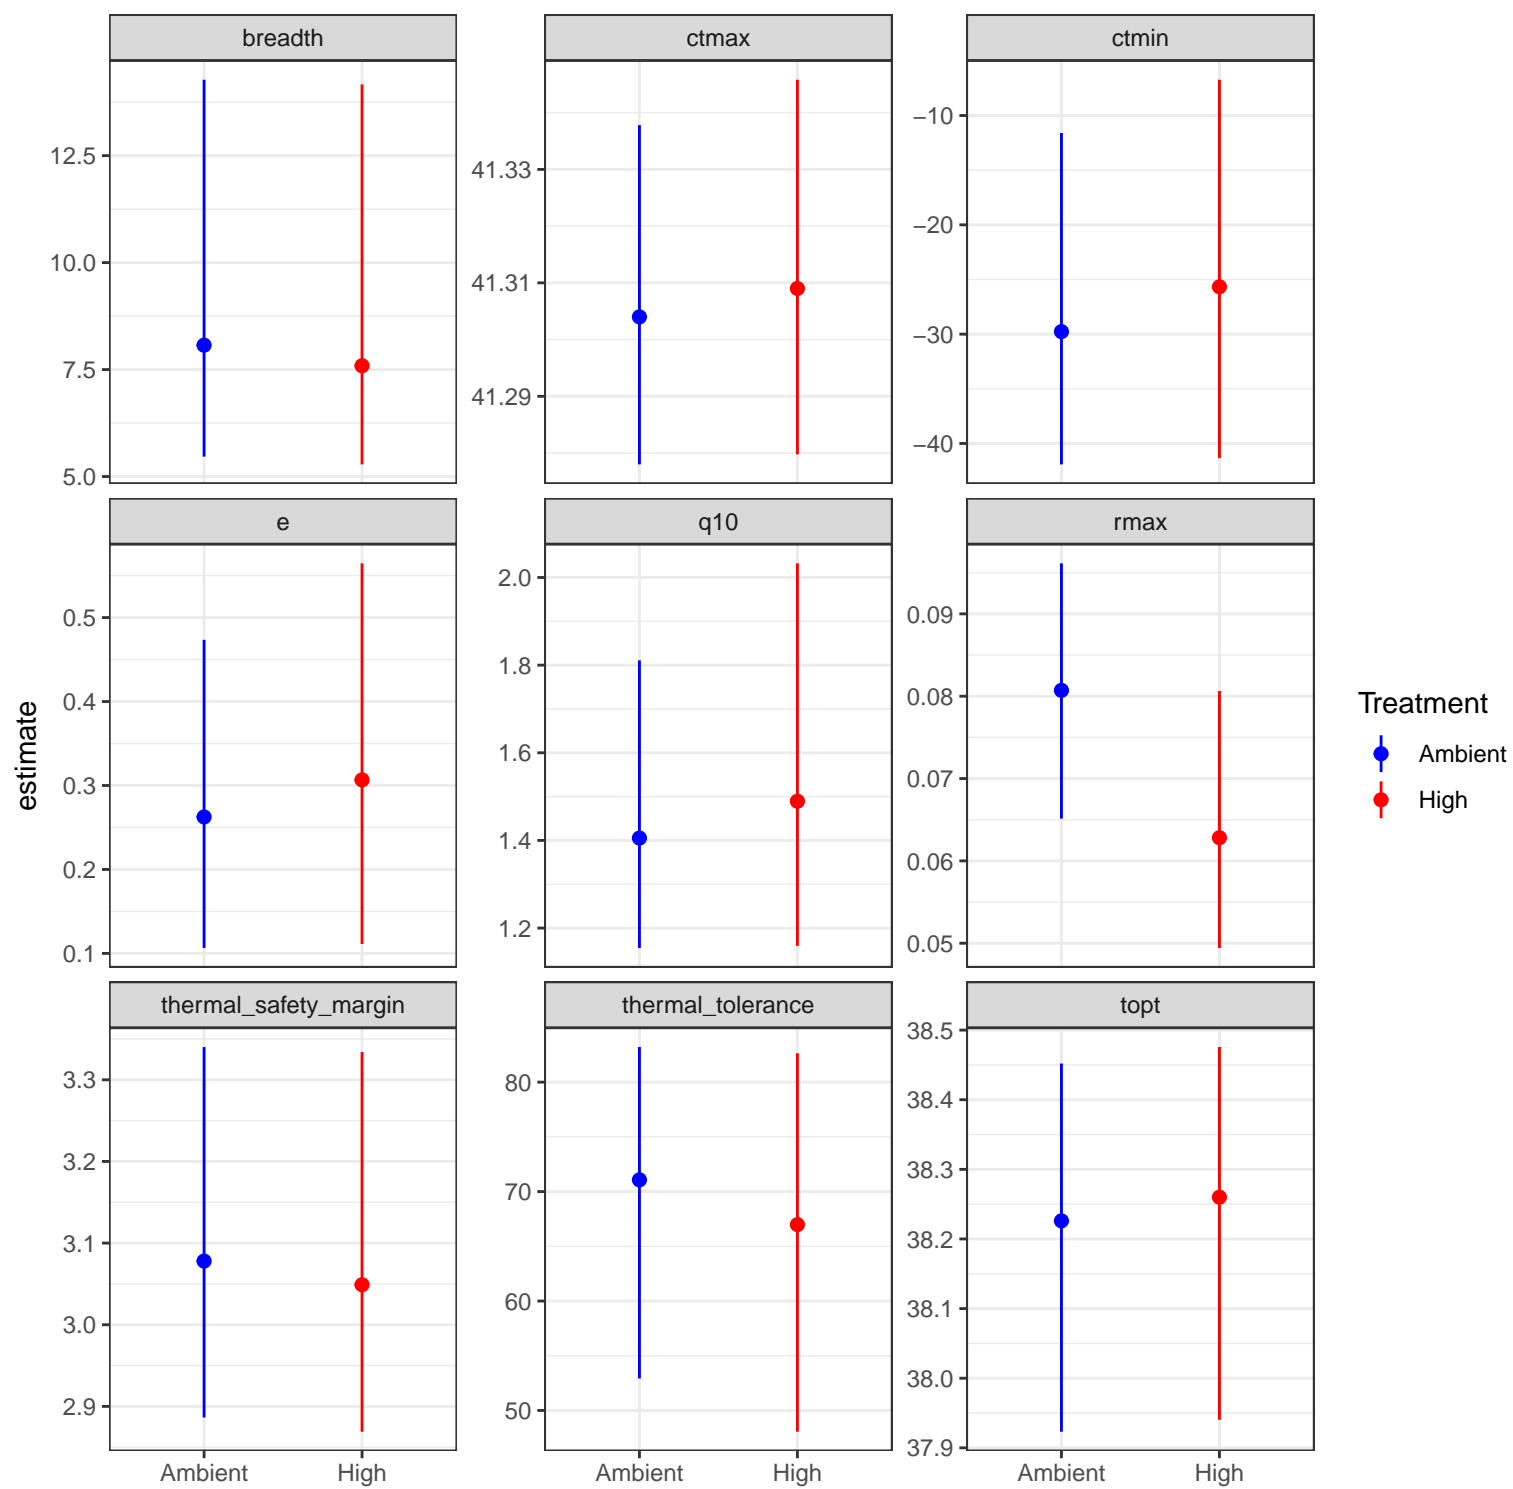 breadth
ctmax
ctmin
12.5
10.0
7.5
5.0
41.33
41.31
41.29
−10
−20
−30
−40
e
q10
rmax
0.5
0.4
0.3
0.2
0.1
2.0
1.8
1.6
1.4
1.2
0.09
0.08
0.07
0.06
0.05
estimate
thermal_safety_margin
thermal_tolerance
topt
3.3
3.2
3.1
3.0
2.9
80
70
60
50
38.5
38.4
38.3
38.2
38.1
38.0
37.9
Ambient High
Ambient High
Ambient High
Treatment
Ambient
High